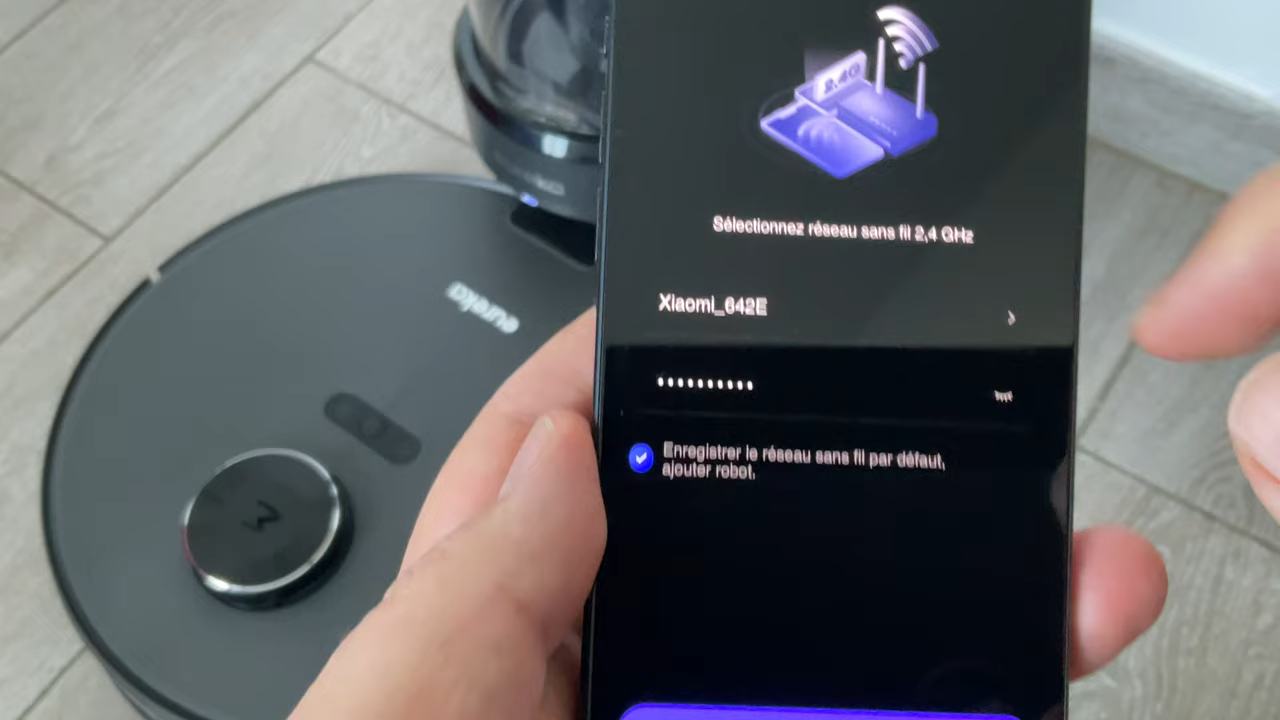 2.4G
Sélectionnez réseau sans fil 2,4 GHz
Xiaomi_642E
••••••••••
Enregistrer le réseau sans fil par défaut,
ajouter robot.
eureka